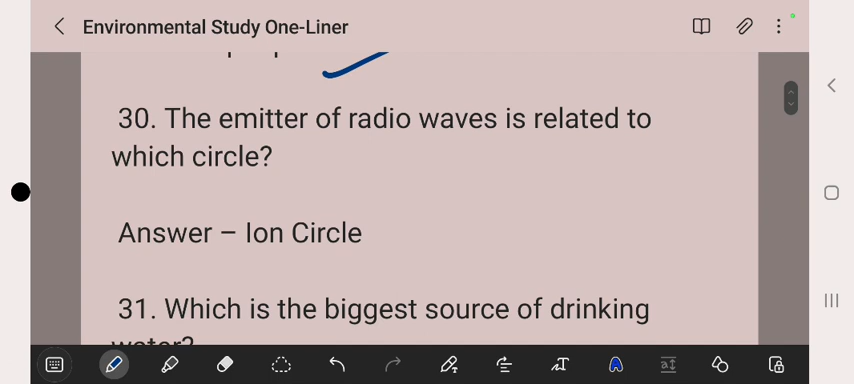 Environmental Study One-Liner
30. The emitter of radio waves is related to
which circle?
Answer – Ion Circle
31. Which is the biggest source of drinking
water?